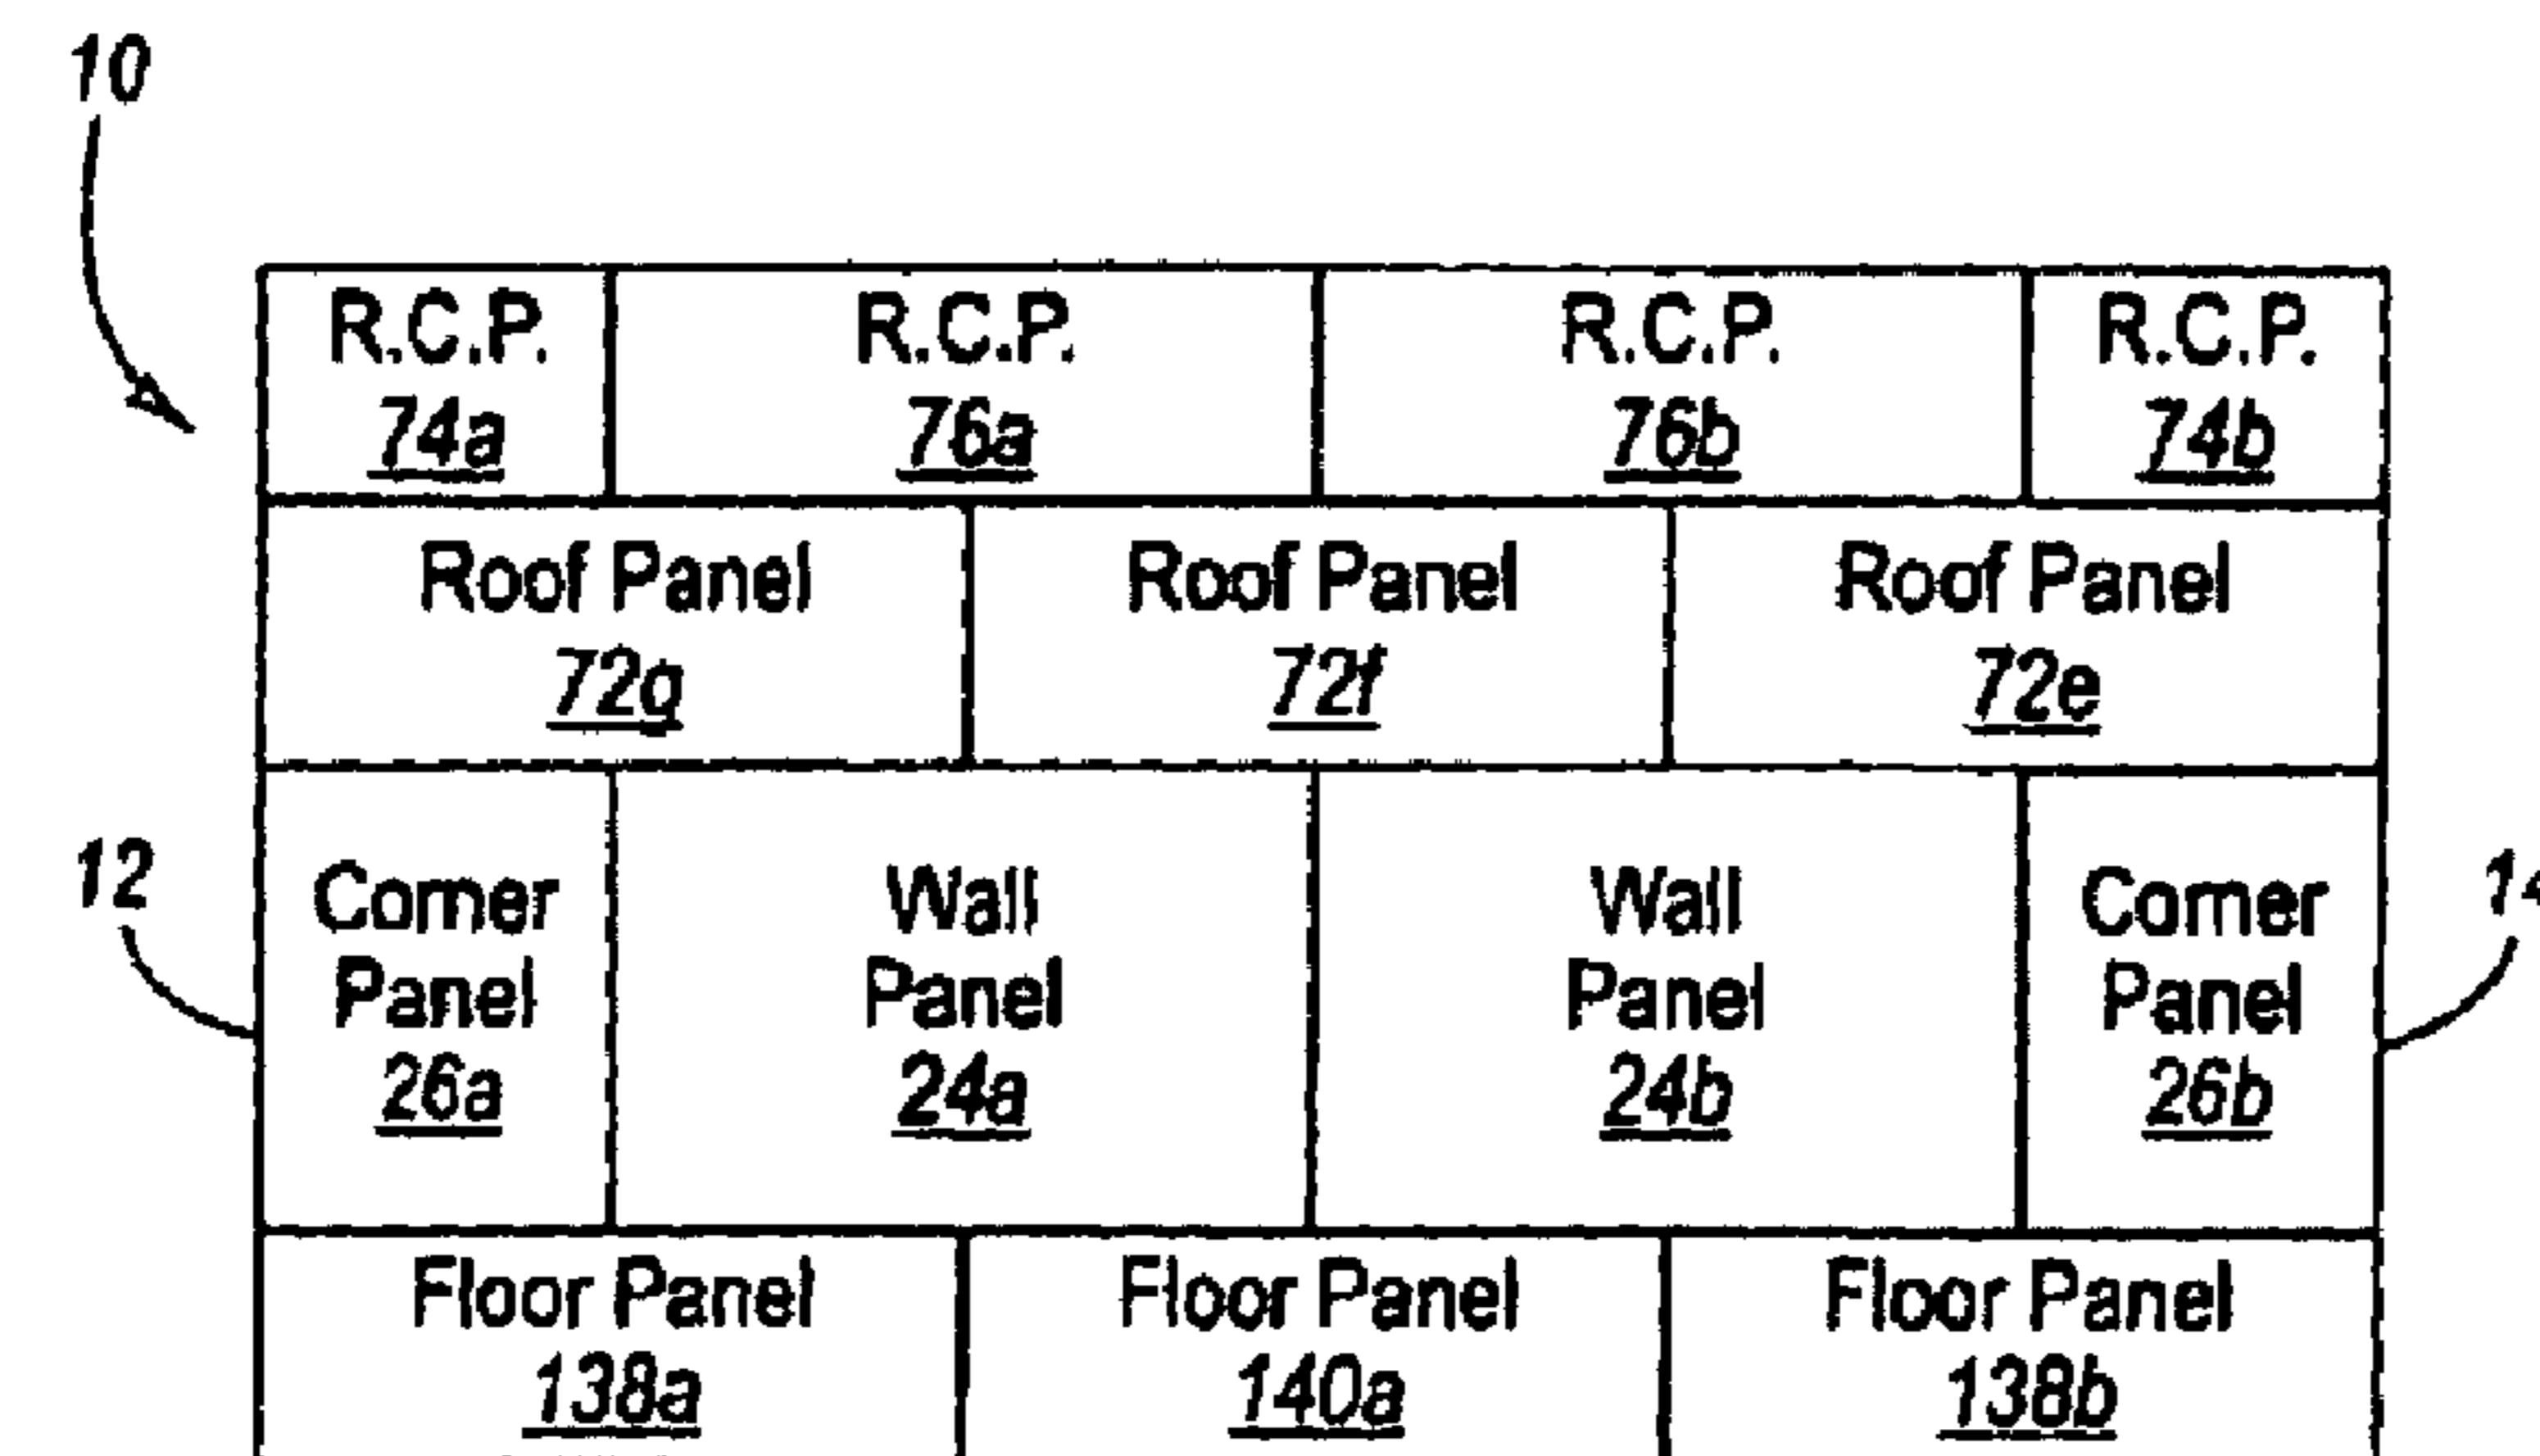 10
R.C.P. R.C.P. R.C.P. R.C.P.
74a 76a 76b 74b
Roof Panel Roof Panel Roof Panel
72g 72f 72e
12 14
Corner Wall Wall Corner
Panel Panel Panel Panel
26a 24a 24b 26b
Floor Panel Floor Panel Floor Panel
138a 140a 138b